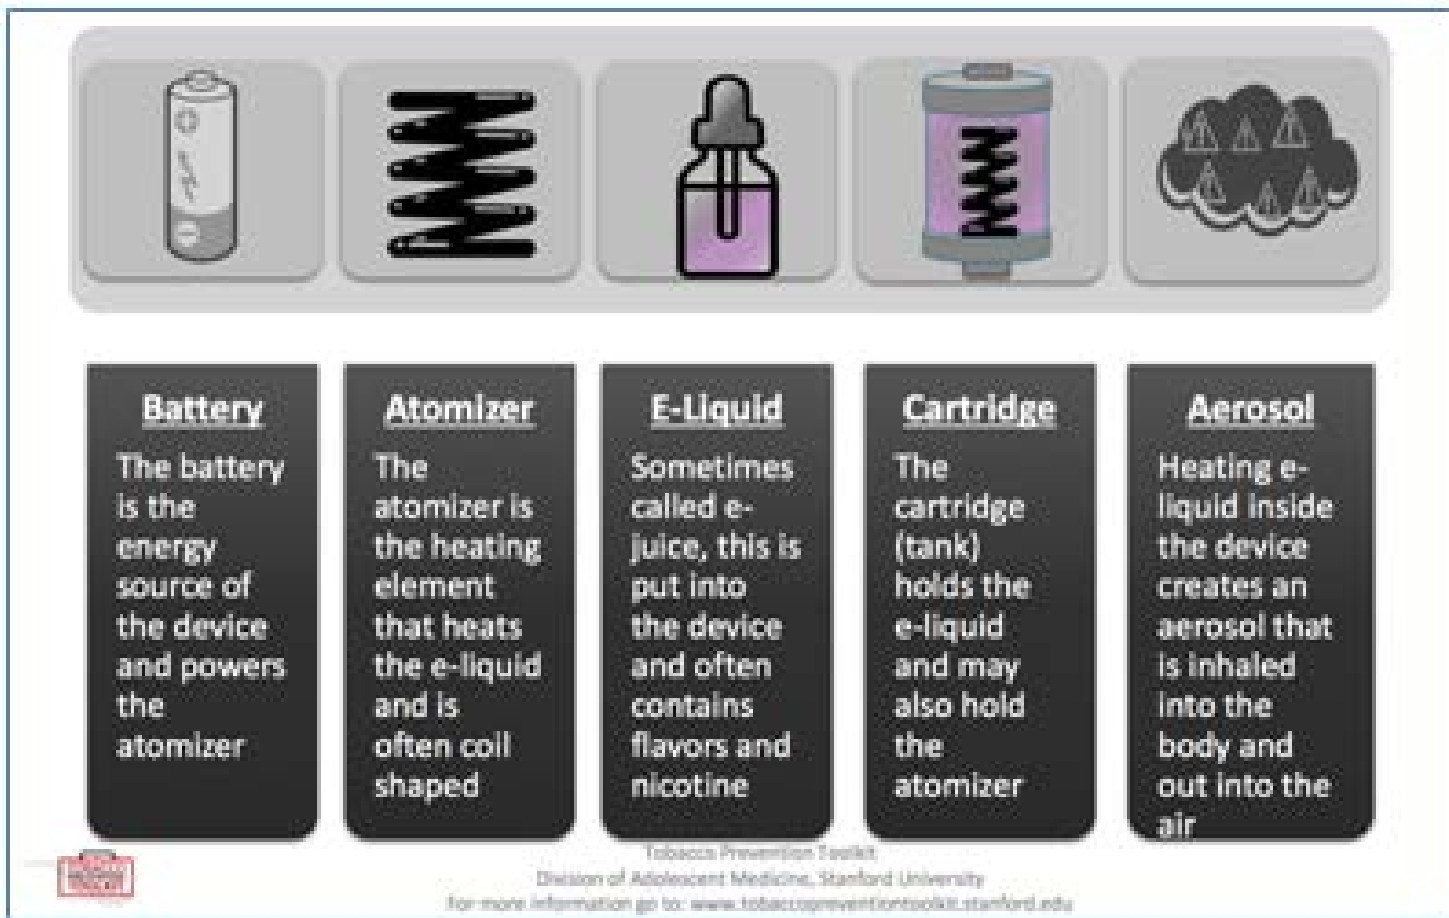 Battery
The battery
is the
energy
source of
the device
and powers
the
atomizer
Atomizer
The
atomizer is
the heating
element
that heats
the e-liquid
and is
often coil
shaped
E-Liquid
Sometimes
called e-
juice, this is
put into
the device
and often
contains
flavors and
nicotine
Cartridge
The
cartridge
(tank)
holds the
e-liquid
and may
also hold
the
atomizer
Aerosol
Heating e-
liquid inside
the device
creates an
aerosol that
is inhaled
into the
body and
out into the
air
TOOLKIT
Tobacco Prevention Toolkit
Division of Adolescent Medicine, Stanford University
For more information go to: www.tobaccopreventiontoolkit.stanford.edu